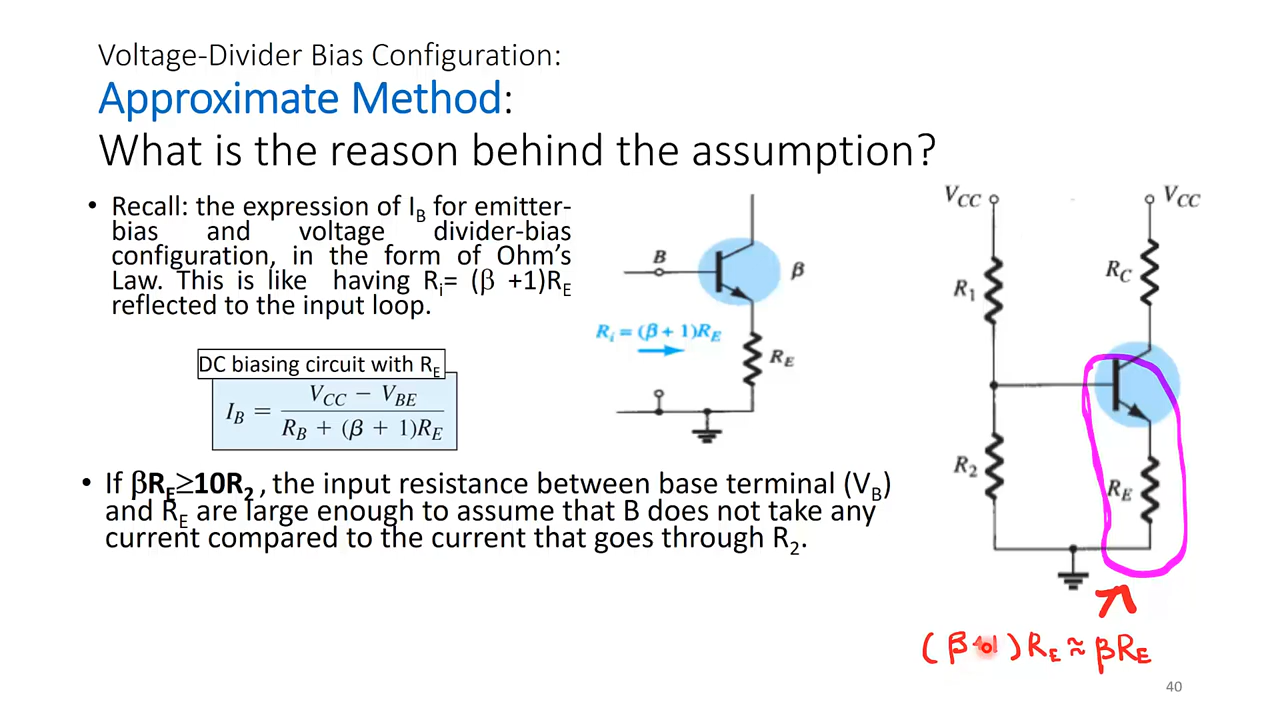 Voltage-Divider Bias Configuration:
Approximate Method:
What is the reason behind the assumption?
• Recall: the expression of I_B for emitter-
bias and voltage divider-bias
configuration, in the form of Ohm's
Law. This is like having R_i= (β +1)R_E
reflected to the input loop.
DC biasing circuit with R_E
I_B = (V_CC − V_BE) / (R_B + (β + 1)R_E)
• If βR_E≥10R_2 , the input resistance between base terminal (V_B)
and R_E are large enough to assume that B does not take any
current compared to the current that goes through R_2.
B
β
R_i = (β + 1)R_E
R_E
V_CC
V_CC
R_1
R_C
R_2
R_E
(β ) R_E ≈ βR_E
40